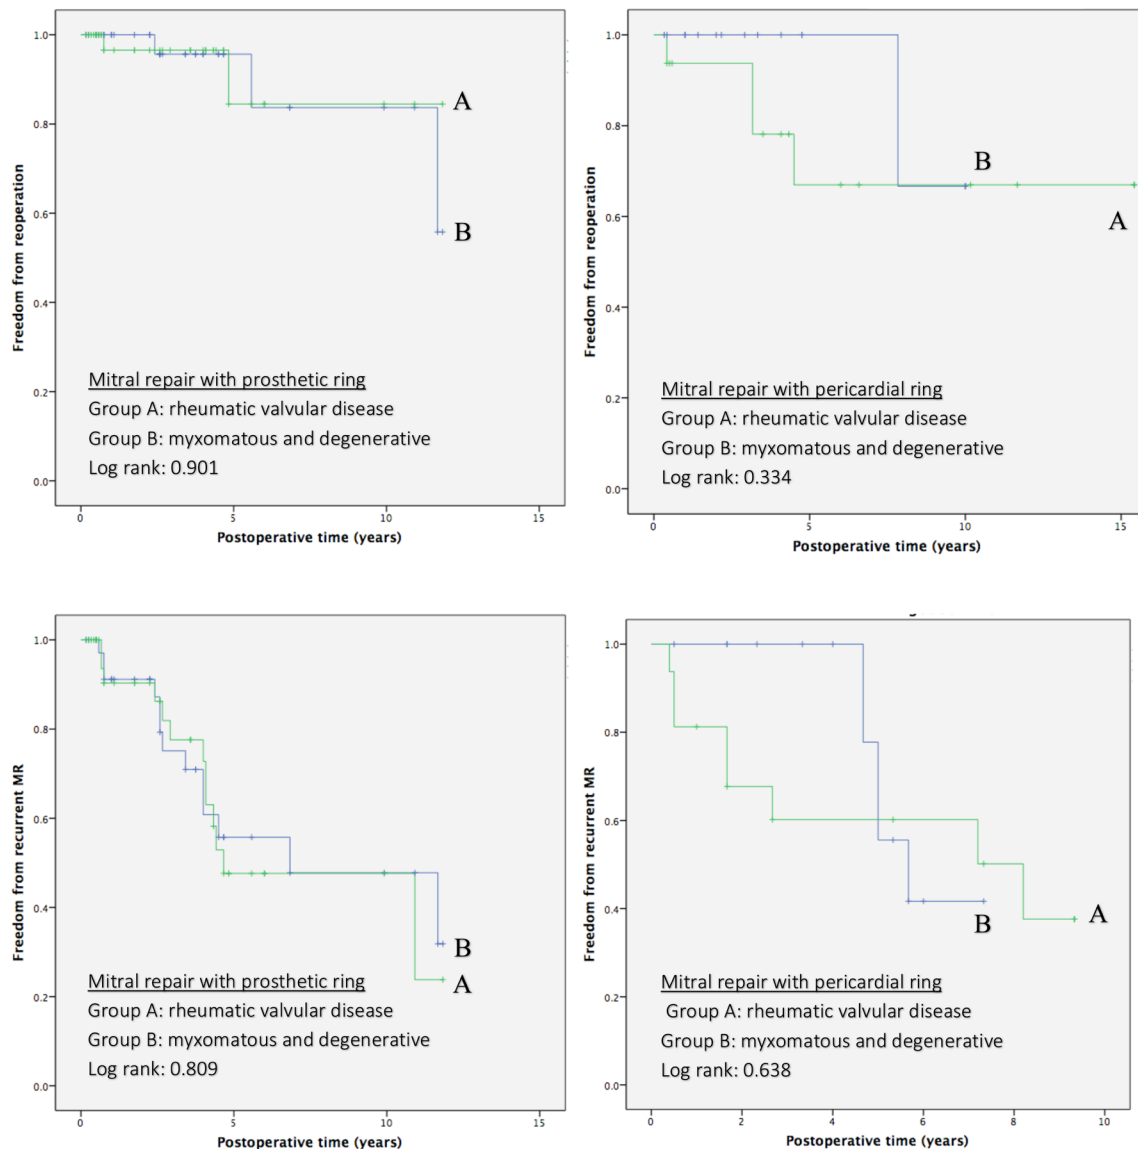 Freedom from reoperation
1.0
0.8
0.6
0.4
0.2
0.0
A
B
Mitral repair with prosthetic ring
Group A: rheumatic valvular disease
Group B: myxomatous and degenerative
Log rank: 0.901
0 5 10 15
Postoperative time (years)
Freedom from reoperation
1.0
0.8
0.6
0.4
0.2
0.0
B
A
Mitral repair with pericardial ring
Group A: rheumatic valvular disease
Group B: myxomatous and degenerative
Log rank: 0.334
0 5 10 15
Postoperative time (years)
Freedom from recurrent MR
1.0
0.8
0.6
0.4
0.2
0.0
B
A
Mitral repair with prosthetic ring
Group A: rheumatic valvular disease
Group B: myxomatous and degenerative
Log rank: 0.809
0 5 10 15
Postoperative time (years)
Freedom from recurrent MR
1.0
0.8
0.6
0.4
0.2
0.0
A
B
Mitral repair with pericardial ring
Group A: rheumatic valvular disease
Group B: myxomatous and degenerative
Log rank: 0.638
0 2 4 6 8 10
Postoperative time (years)